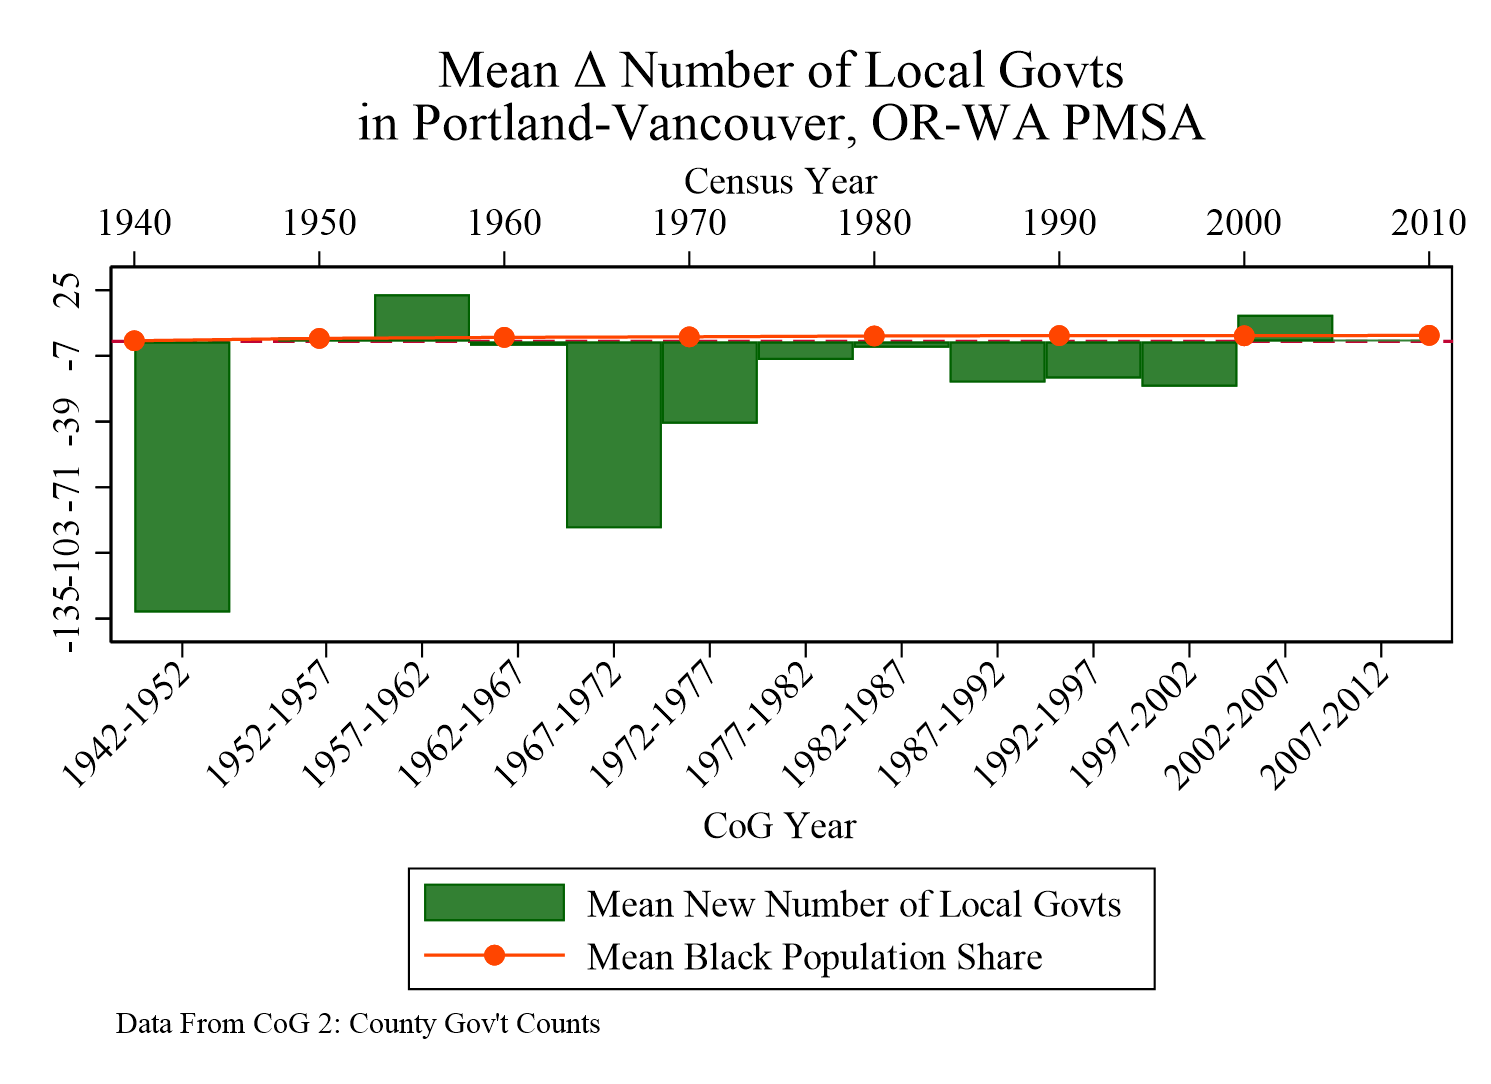 Mean Δ Number of Local Govts
in Portland-Vancouver, OR-WA PMSA
Census Year
1940 1950 1960 1970 1980 1990 2000 2010
25
-7
-39
-71
-103
-135
1942-1952 1952-1957 1957-1962 1962-1967 1967-1972 1972-1977 1977-1982 1982-1987 1987-1992 1992-1997 1997-2002 2002-2007 2007-2012
CoG Year
Mean New Number of Local Govts
Mean Black Population Share
Data From CoG 2: County Gov't Counts